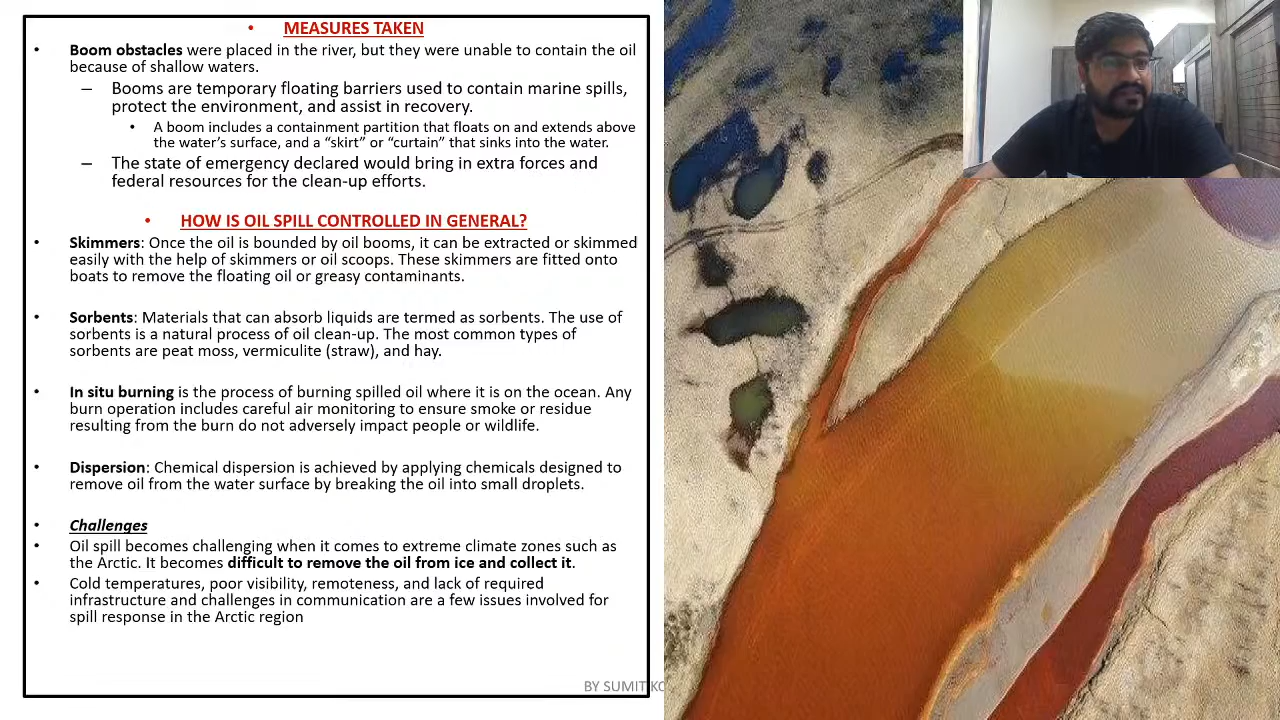 • MEASURES TAKEN
• Boom obstacles were placed in the river, but they were unable to contain the oil
because of shallow waters.
– Booms are temporary floating barriers used to contain marine spills,
protect the environment, and assist in recovery.
• A boom includes a containment partition that floats on and extends above
the water’s surface, and a “skirt” or “curtain” that sinks into the water.
– The state of emergency declared would bring in extra forces and
federal resources for the clean-up efforts.
• HOW IS OIL SPILL CONTROLLED IN GENERAL?
• Skimmers: Once the oil is bounded by oil booms, it can be extracted or skimmed
easily with the help of skimmers or oil scoops. These skimmers are fitted onto
boats to remove the floating oil or greasy contaminants.
• Sorbents: Materials that can absorb liquids are termed as sorbents. The use of
sorbents is a natural process of oil clean-up. The most common types of
sorbents are peat moss, vermiculite (straw), and hay.
• In situ burning is the process of burning spilled oil where it is on the ocean. Any
burn operation includes careful air monitoring to ensure smoke or residue
resulting from the burn do not adversely impact people or wildlife.
• Dispersion: Chemical dispersion is achieved by applying chemicals designed to
remove oil from the water surface by breaking the oil into small droplets.
• Challenges
• Oil spill becomes challenging when it comes to extreme climate zones such as
the Arctic. It becomes difficult to remove the oil from ice and collect it.
• Cold temperatures, poor visibility, remoteness, and lack of required
infrastructure and challenges in communication are a few issues involved for
spill response in the Arctic region
BY SUMIT